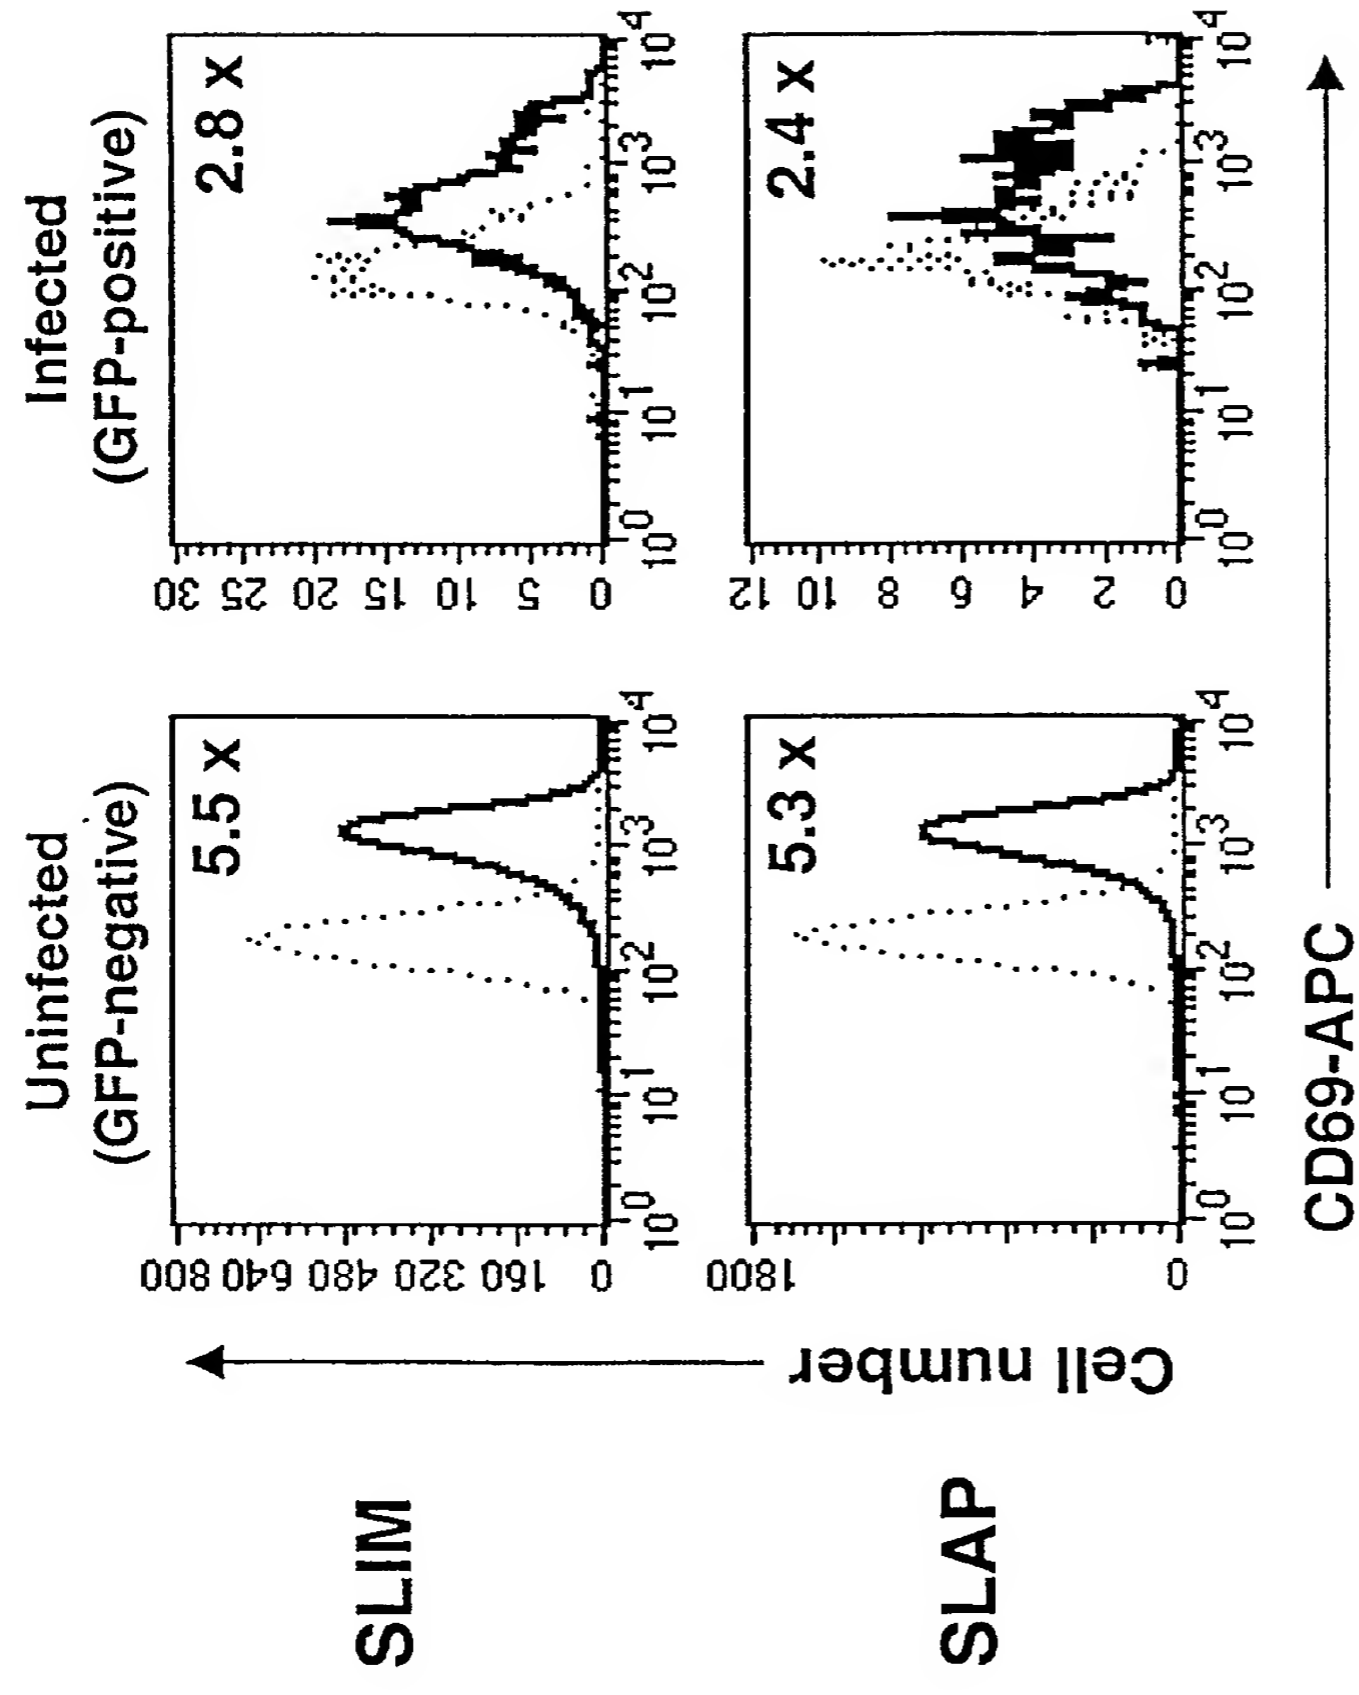 Uninfected
(GFP-negative)
Infected
(GFP-positive)
SLIM
5.5 x
800
640
480
320
160
0
10^0 10^1 10^2 10^3 10^4
2.8 x
30
25
20
15
10
5
0
10^0 10^1 10^2 10^3 10^4
SLAP
5.3 x
1800
0
10^0 10^1 10^2 10^3 10^4
2.4 x
12
10
8
6
4
2
0
10^0 10^1 10^2 10^3 10^4
Cell number
CD69-APC